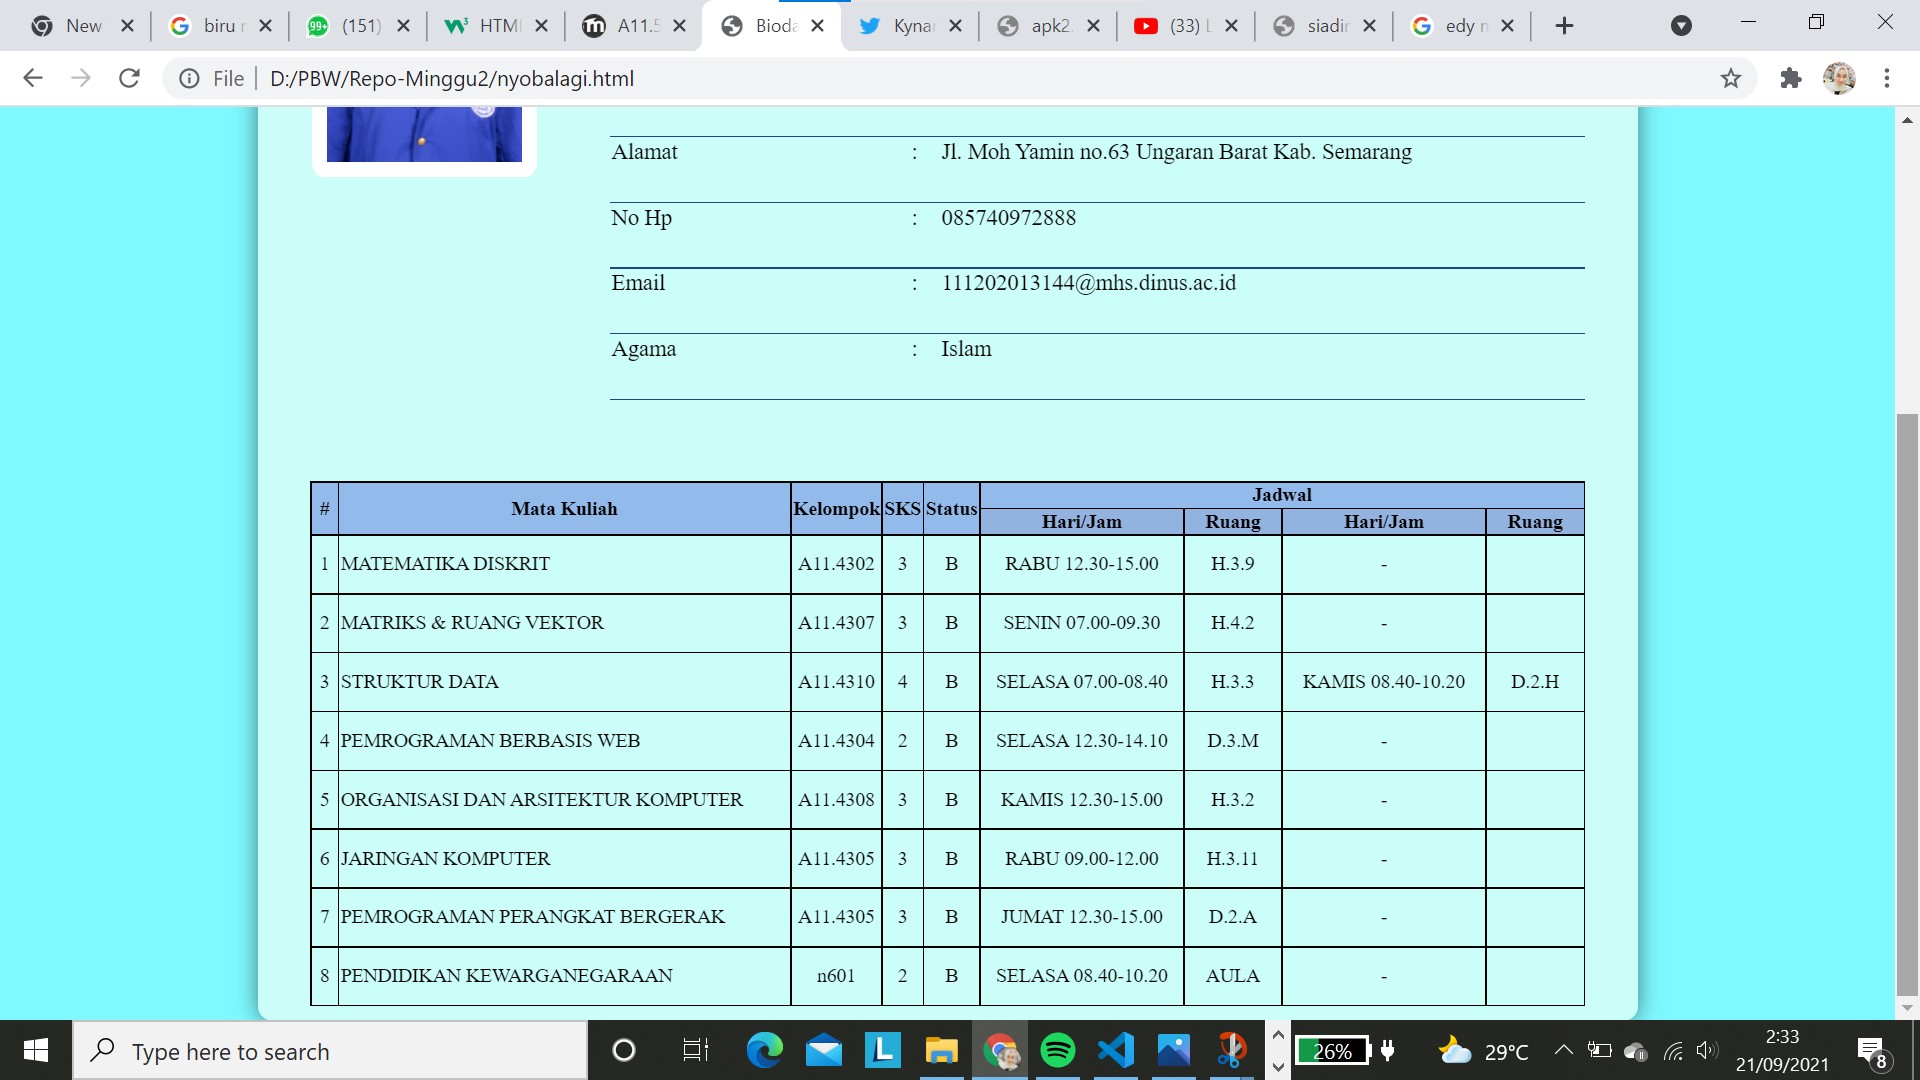 New
biru r
(151)
HTMl
A11.5
Bioda
Kynar
apk2.
(33) L
siadir
edy n
File
D:/PBW/Repo-Minggu2/nyobalagi.html
Alamat : Jl. Moh Yamin no.63 Ungaran Barat Kab. Semarang
No Hp : 085740972888
Email : 111202013144@mhs.dinus.ac.id
Agama : Islam
# Mata Kuliah Kelompok SKS Status Jadwal
Hari/Jam Ruang Hari/Jam Ruang
1 MATEMATIKA DISKRIT A11.4302 3 B RABU 12.30-15.00 H.3.9 -
2 MATRIKS & RUANG VEKTOR A11.4307 3 B SENIN 07.00-09.30 H.4.2 -
3 STRUKTUR DATA A11.4310 4 B SELASA 07.00-08.40 H.3.3 KAMIS 08.40-10.20 D.2.H
4 PEMROGRAMAN BERBASIS WEB A11.4304 2 B SELASA 12.30-14.10 D.3.M -
5 ORGANISASI DAN ARSITEKTUR KOMPUTER A11.4308 3 B KAMIS 12.30-15.00 H.3.2 -
6 JARINGAN KOMPUTER A11.4305 3 B RABU 09.00-12.00 H.3.11 -
7 PEMROGRAMAN PERANGKAT BERGERAK A11.4305 3 B JUMAT 12.30-15.00 D.2.A -
8 PENDIDIKAN KEWARGANEGARAAN n601 2 B SELASA 08.40-10.20 AULA -
Type here to search
L
26%
29°C
2:33
21/09/2021
8